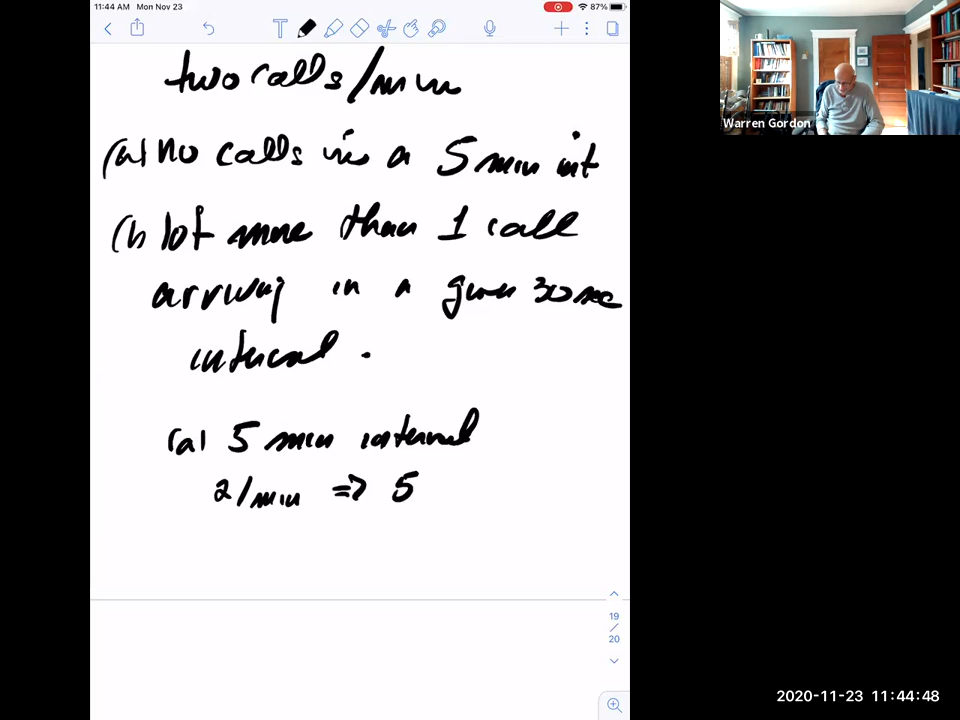 11:44 AM Mon Nov 23
87%
Warren Gordon
two calls/min
(a) No calls in a 5 min int
(b) not more than 1 call
arriving in a given 30 sec
interval.
(a) 5 min interval
2/min => 5
19
/
20
2020-11-23 11:44:48